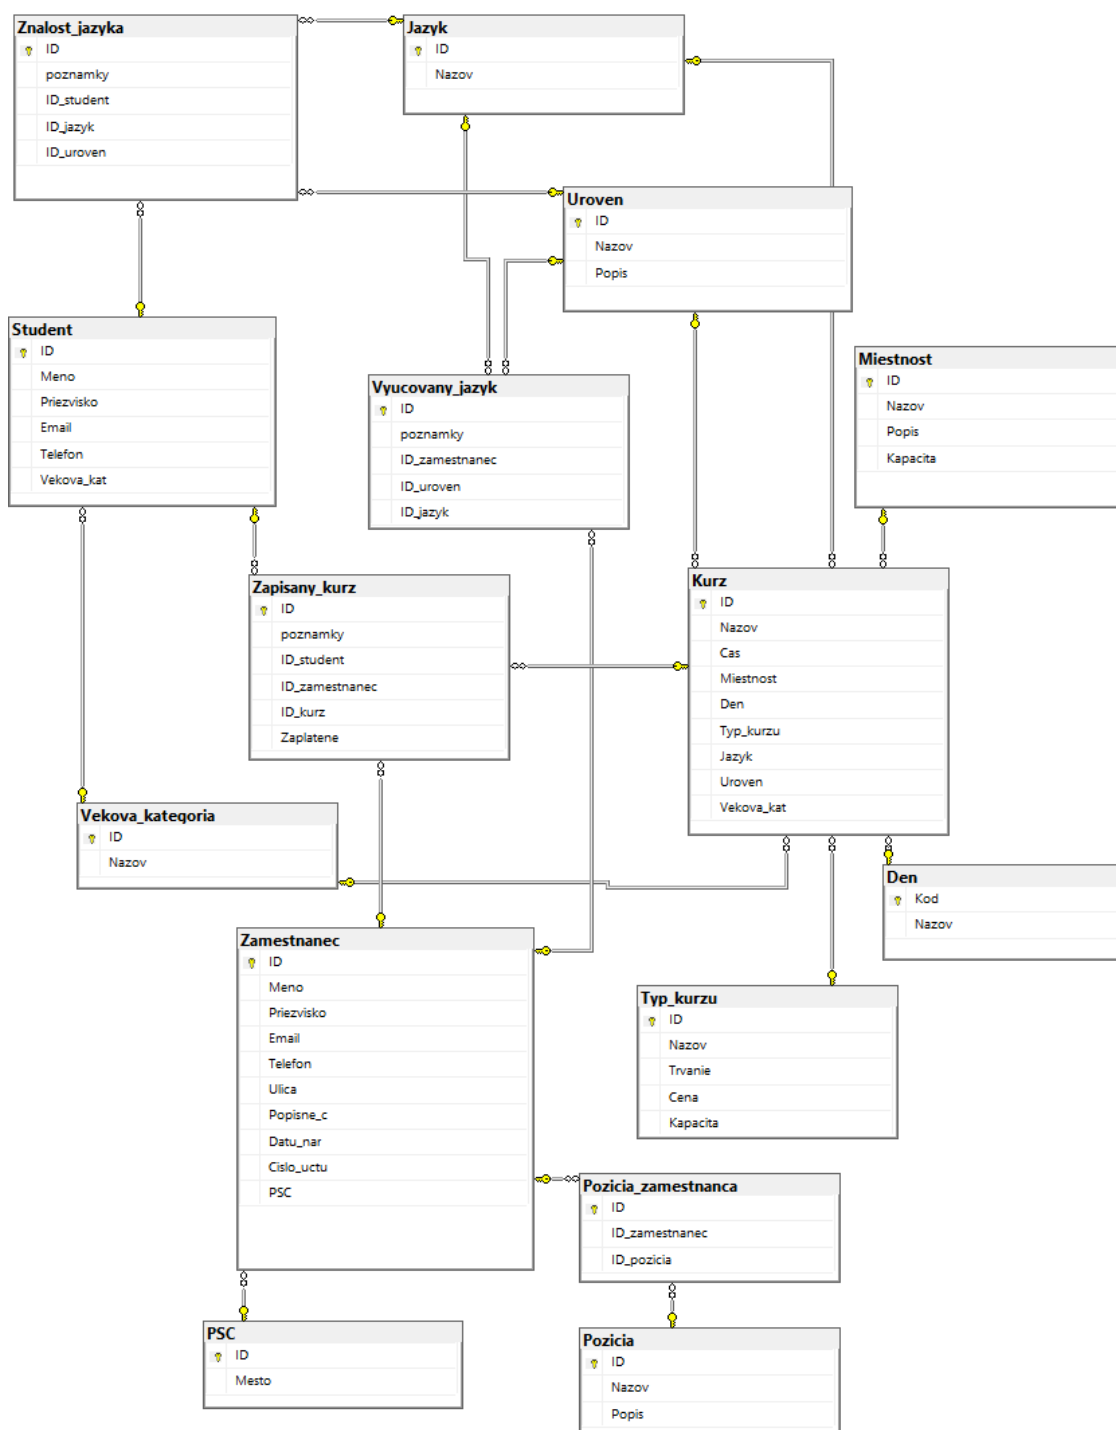 Znalost_jazyka
ID
poznamky
ID_student
ID_jazyk
ID_uroven
Jazyk
ID
Nazov
Uroven
ID
Nazov
Popis
Student
ID
Meno
Priezvisko
Email
Telefon
Vekova_kat
Vyucovany_jazyk
ID
poznamky
ID_zamestnanec
ID_uroven
ID_jazyk
Miestnost
ID
Nazov
Popis
Kapacita
Zapisany_kurz
ID
poznamky
ID_student
ID_zamestnanec
ID_kurz
Zaplatene
Kurz
ID
Nazov
Cas
Miestnost
Den
Typ_kurzu
Jazyk
Uroven
Vekova_kat
Vekova_kategoria
ID
Nazov
Den
Kod
Nazov
Zamestnanec
ID
Meno
Priezvisko
Email
Telefon
Ulica
Popisne_c
Datu_nar
Cislo_uctu
PSC
Typ_kurzu
ID
Nazov
Trvanie
Cena
Kapacita
Pozicia_zamestnanca
ID
ID_zamestnanec
ID_pozicia
PSC
ID
Mesto
Pozicia
ID
Nazov
Popis